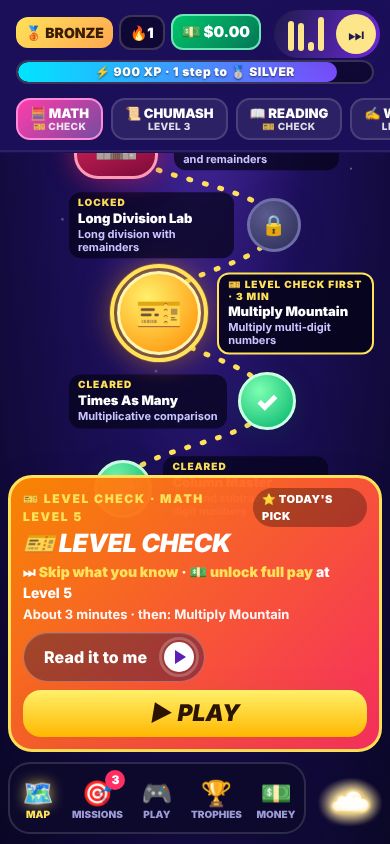 🥉 BRONZE
🔥1
💵 $0.00
⚡ 900 XP · 1 step to 🥈 SILVER
🧮 MATH
🎫 CHECK
📜 CHUMASH
LEVEL 3
📖 READING
🎫 CHECK
and remainders
LOCKED
Long Division Lab
Long division with
remainders
🎫 LEVEL CHECK FIRST
· 3 MIN
Multiply Mountain
Multiply multi-digit
numbers
CLEARED
Times As Many
Multiplicative comparison
CLEARED
Column Master
🎫 LEVEL CHECK · MATH
LEVEL 5
⭐ TODAY'S
PICK
🎫 LEVEL CHECK
⏭ Skip what you know · 💵 unlock full pay at
Level 5
About 3 minutes · then: Multiply Mountain
Read it to me
▶ PLAY
3
MAP
MISSIONS
PLAY
TROPHIES
MONEY